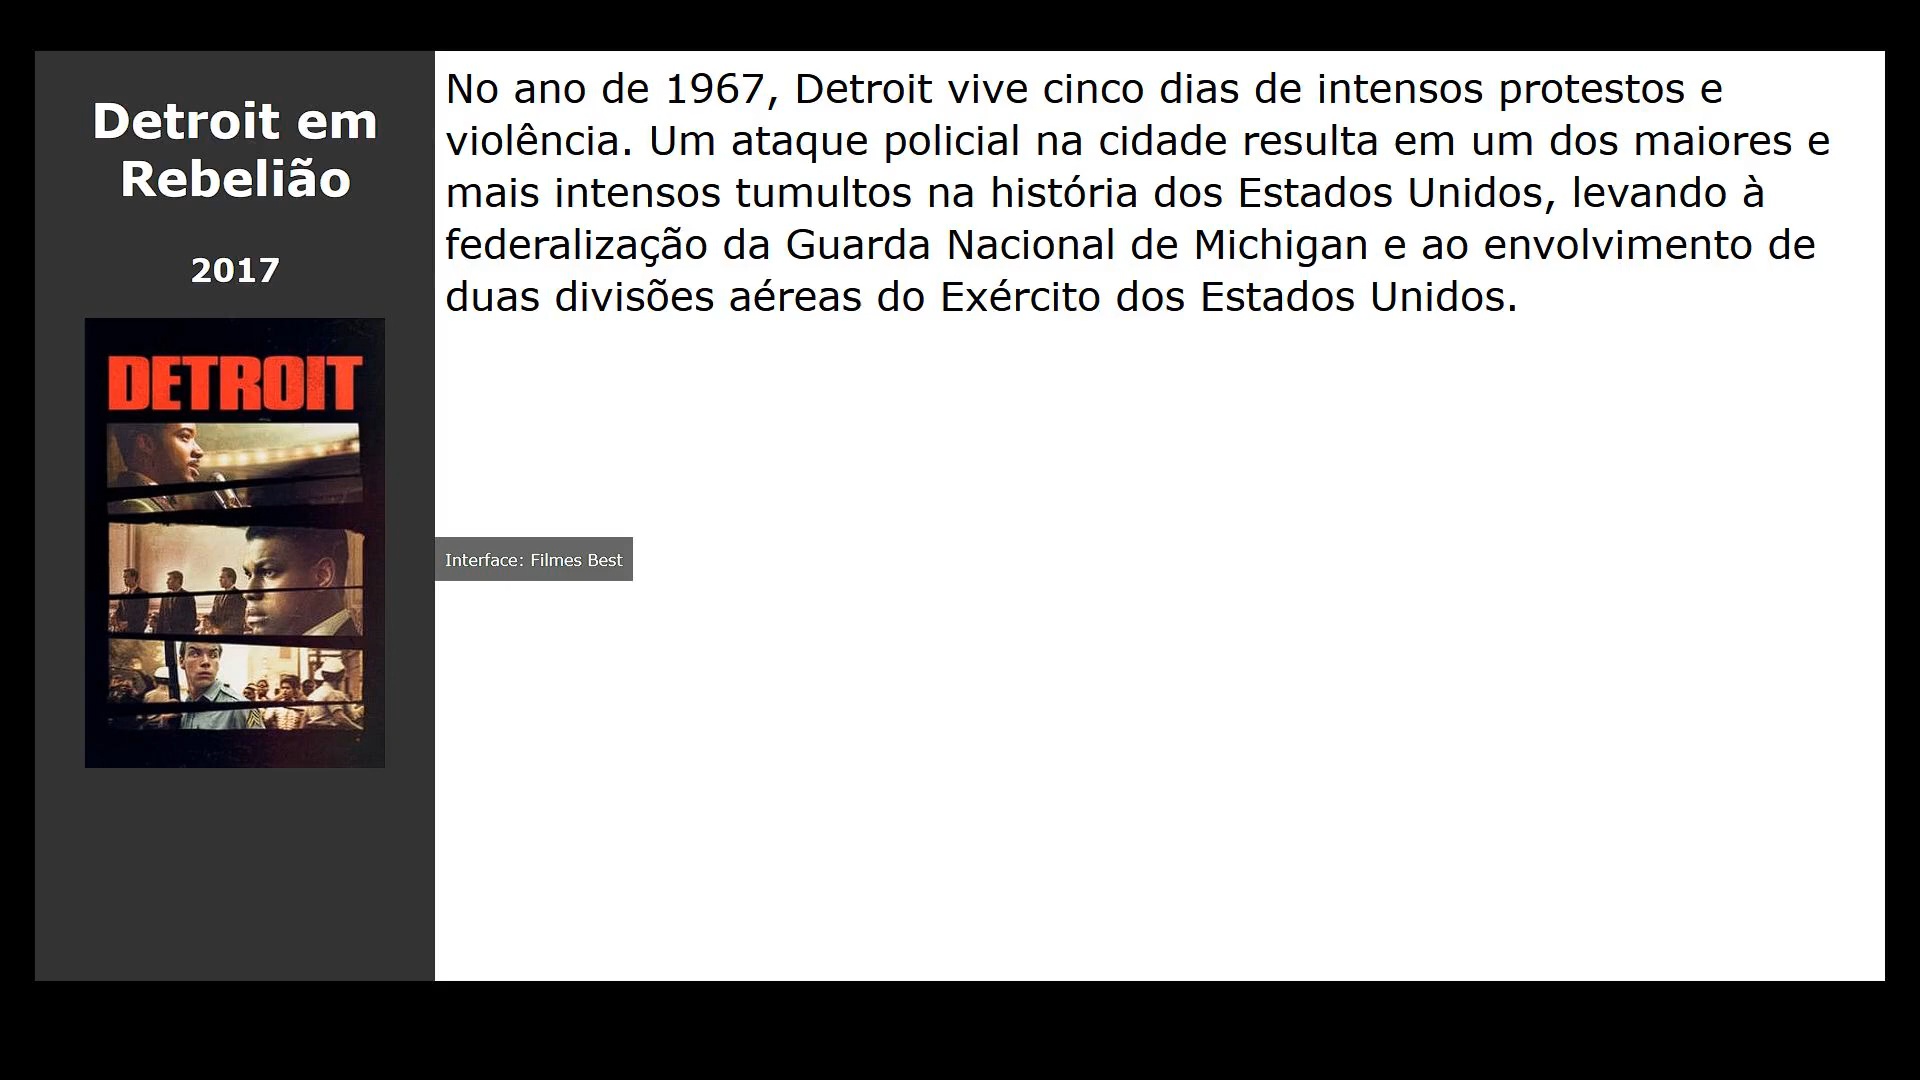 Detroit em
Rebelião
2017
DETROIT
No ano de 1967, Detroit vive cinco dias de intensos protestos e
violência. Um ataque policial na cidade resulta em um dos maiores e
mais intensos tumultos na história dos Estados Unidos, levando à
federalização da Guarda Nacional de Michigan e ao envolvimento de
duas divisões aéreas do Exército dos Estados Unidos.
Interface: Filmes Best